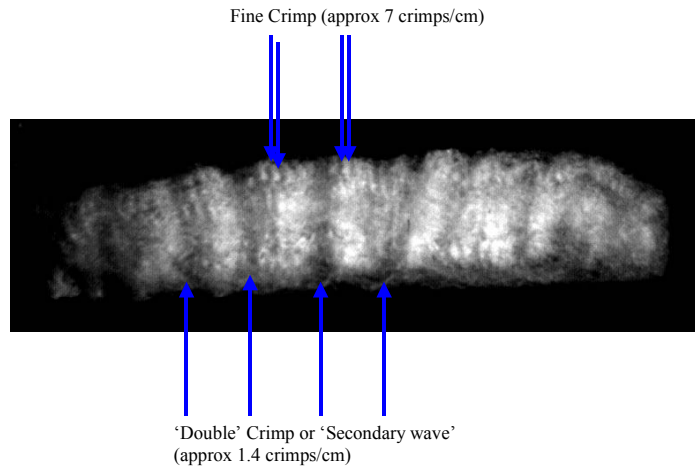 Fine Crimp (approx 7 crimps/cm)
‘Double’ Crimp or ‘Secondary wave’
(approx 1.4 crimps/cm)